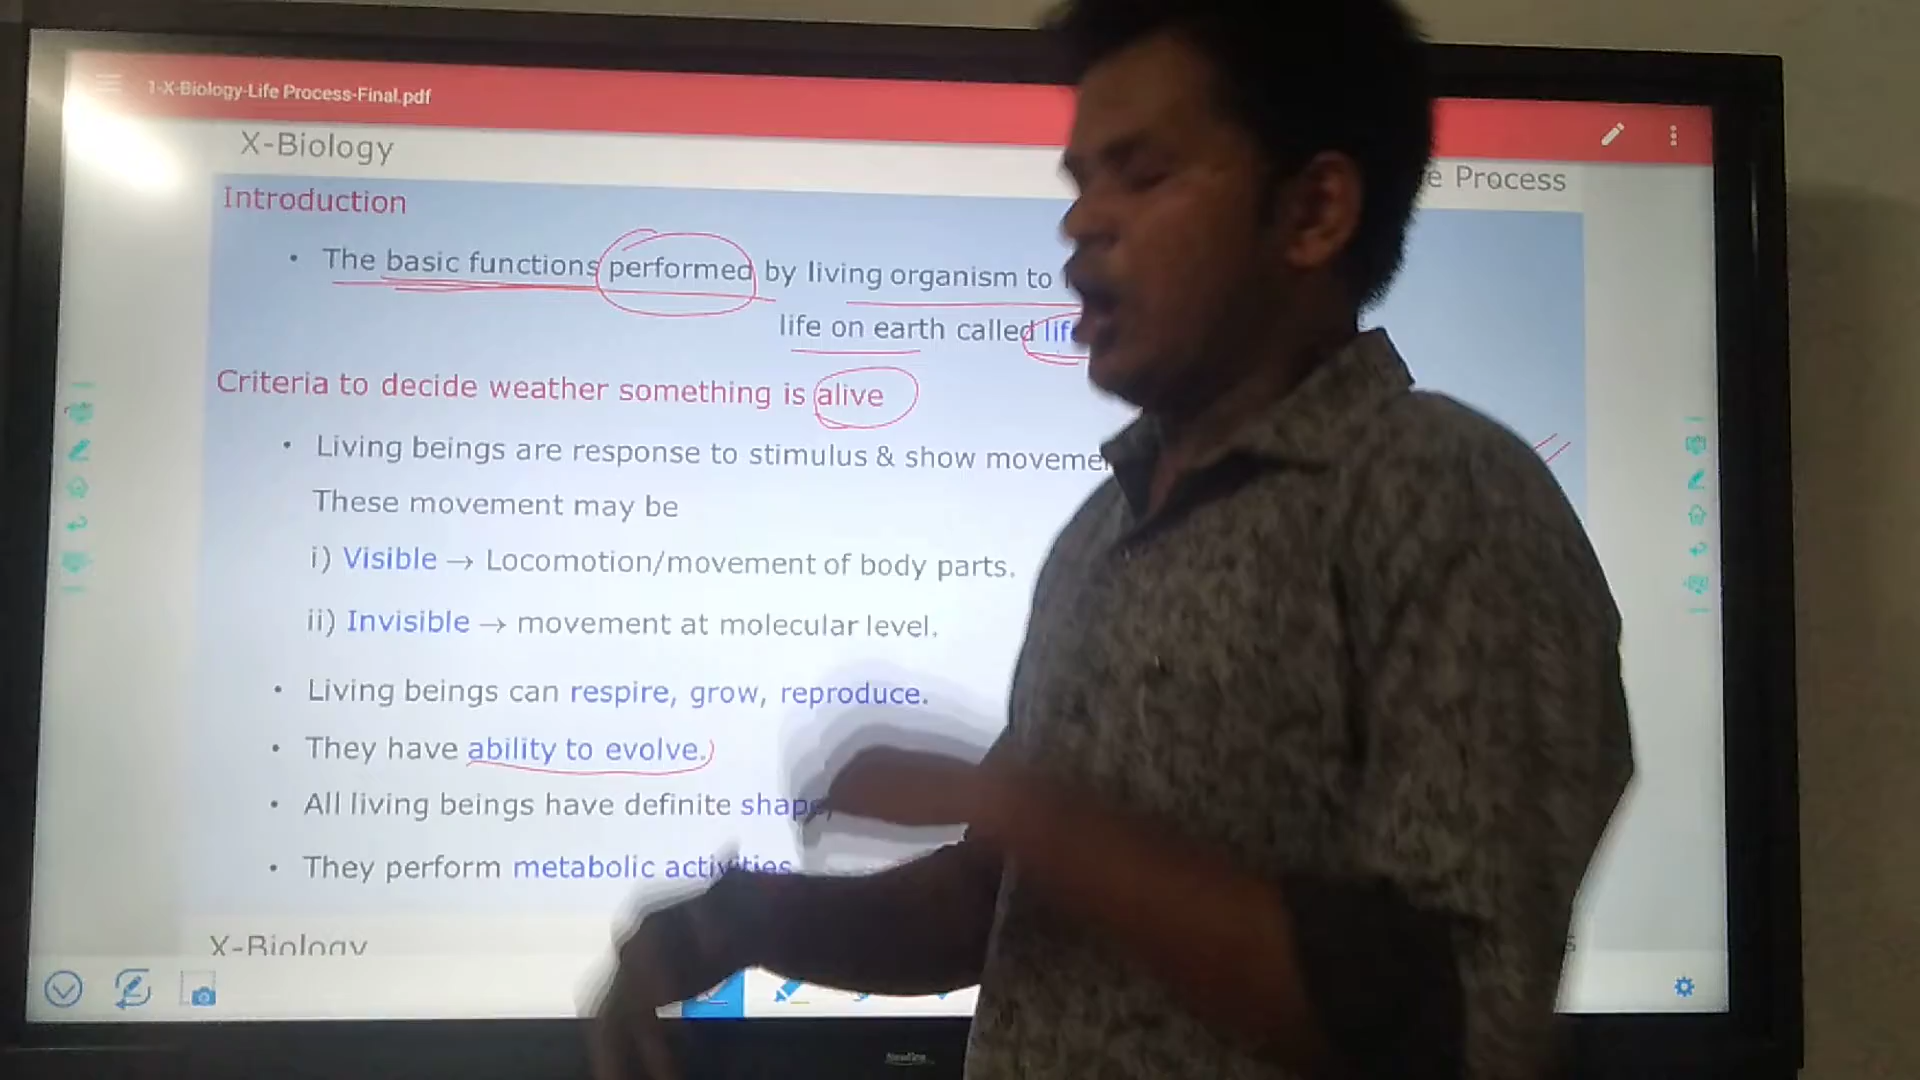 1-X-Biology-Life Process-Final.pdf
X-Biology
Process
Introduction
• The basic functions performed by living organism to
life on earth called
Criteria to decide weather something is alive
• Living beings are response to stimulus & show
These movement may be
i) Visible → Locomotion/movement of body parts.
ii) Invisible → movement at molecular level.
• Living beings can respire, grow, reproduce.
• They have ability to evolve.
• All living beings have definite shape,
• They perform metabolic activities
X-Biology